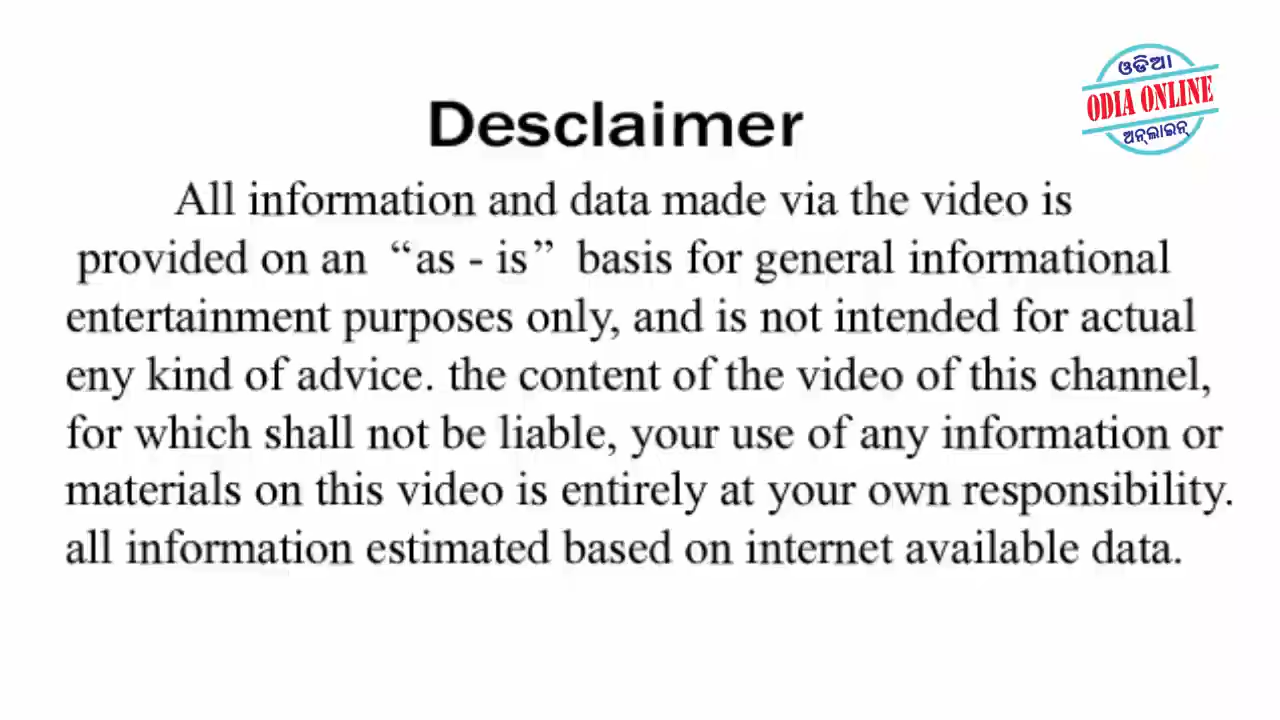 ଓଡିଆ
ODIA ONLINE
ଅନ୍‌ଲାଇନ୍
Desclaimer
All information and data made via the video is
provided on an “as - is” basis for general informational
entertainment purposes only, and is not intended for actual
eny kind of advice. the content of the video of this channel,
for which shall not be liable, your use of any information or
materials on this video is entirely at your own responsibility.
all information estimated based on internet available data.